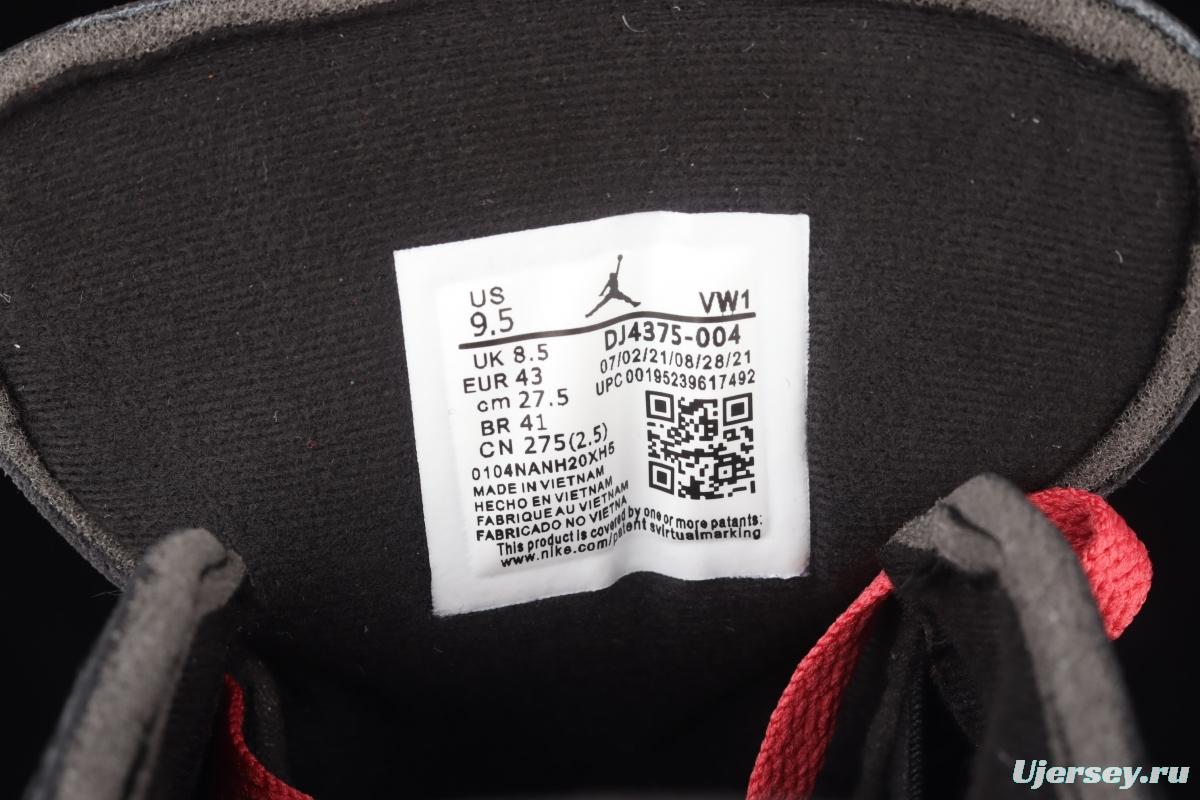 US
9.5
VW1
UK 8.5
EUR 43
cm 27.5
BR 41
CN 275(2.5)
0104NANH20XH5
MADE IN VIETNAM
HECHO EN VIETNAM
FABRIQUE AU VIETNAM
FABRICADO NO VIETNA
DJ4375-004
07/02/21/08/28/21
UPC 00195239617492
This product is covered by one or more patants:
www.nike.com/patent svirtualmarking
Ujersey.ru